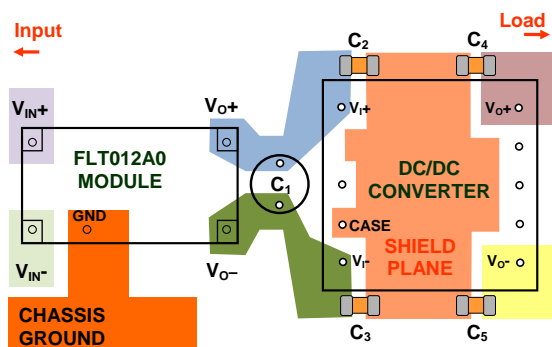 Input
Load
C2
C4
VIN+
VO+
VI+
VO+
FLT012A0
MODULE
C1
DC/DC
CONVERTER
GND
CASE
SHIELD
PLANE
VIN-
VO–
VI-
VO-
CHASSIS
GROUND
C3
C5